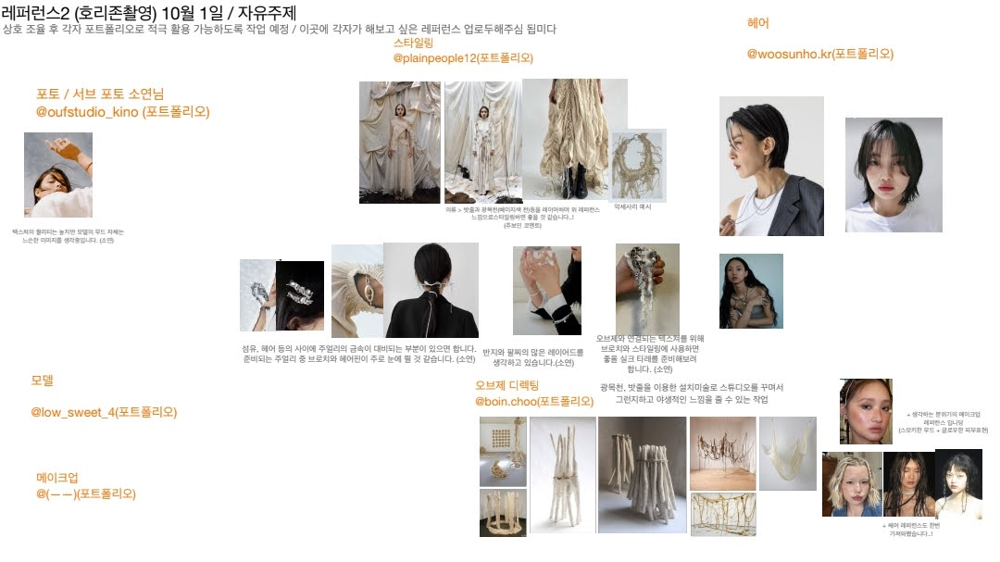 레퍼런스2 (호리존촬영) 10월 1일 / 자유주제
상호 조율 후 각자 포트폴리오로 적극 활용 가능하도록 작업 예정 / 이곳에 각자가 해보고 싶은 레퍼런스 업로두해주심 됩미다
스타일링
@plainpeople12(포트폴리오)
헤어
@woosunho.kr(포트폴리오)
포토 / 서브 포토 소연님
@oufstudio_kino (포트폴리오)
텍스쳐의 퀄리티는 높지만 모델의 무드 자체는
느슨한 이미지를 생각중입니다. (소연)
의류 > 밧줄과 광목천(베이지색 천)등을 레이어하여 위 레퍼런스
느낌으로스타일링하면 좋을 것 같습니다..!
(추보인 코멘트)
악세사리 예시
섬유, 헤어 등의 사이에 주얼리의 금속이 대비되는 부분이 있으면 합니다.
준비되는 주얼리 중 브로치와 헤어핀이 주로 눈에 띌 것 같습니다. (소연)
반지와 팔찌의 많은 레이어드를
생각하고 있습니다.(소연)
오브제와 연결되는 텍스쳐를 위해
브로치와 스타일링에 사용하면
좋을 실크 타래를 준비해보려
합니다. (소연)
모델
@low_sweet_4(포트폴리오)
오브제 디렉팅
@boin.choo(포트폴리오)
광목천, 밧줄을 이용한 설치미술로 스튜디오를 꾸며서
그런지하고 야생적인 느낌을 줄 수 있는 작업
+ 생각하는 분위기의 메이크업
레퍼런스 입니당
(스모키한 무드 + 글로우한 피부표현)
메이크업
@(ㅡㅡ)(포트폴리오)
+ 헤어 레퍼런스도 한번
가져와봤습니다..!